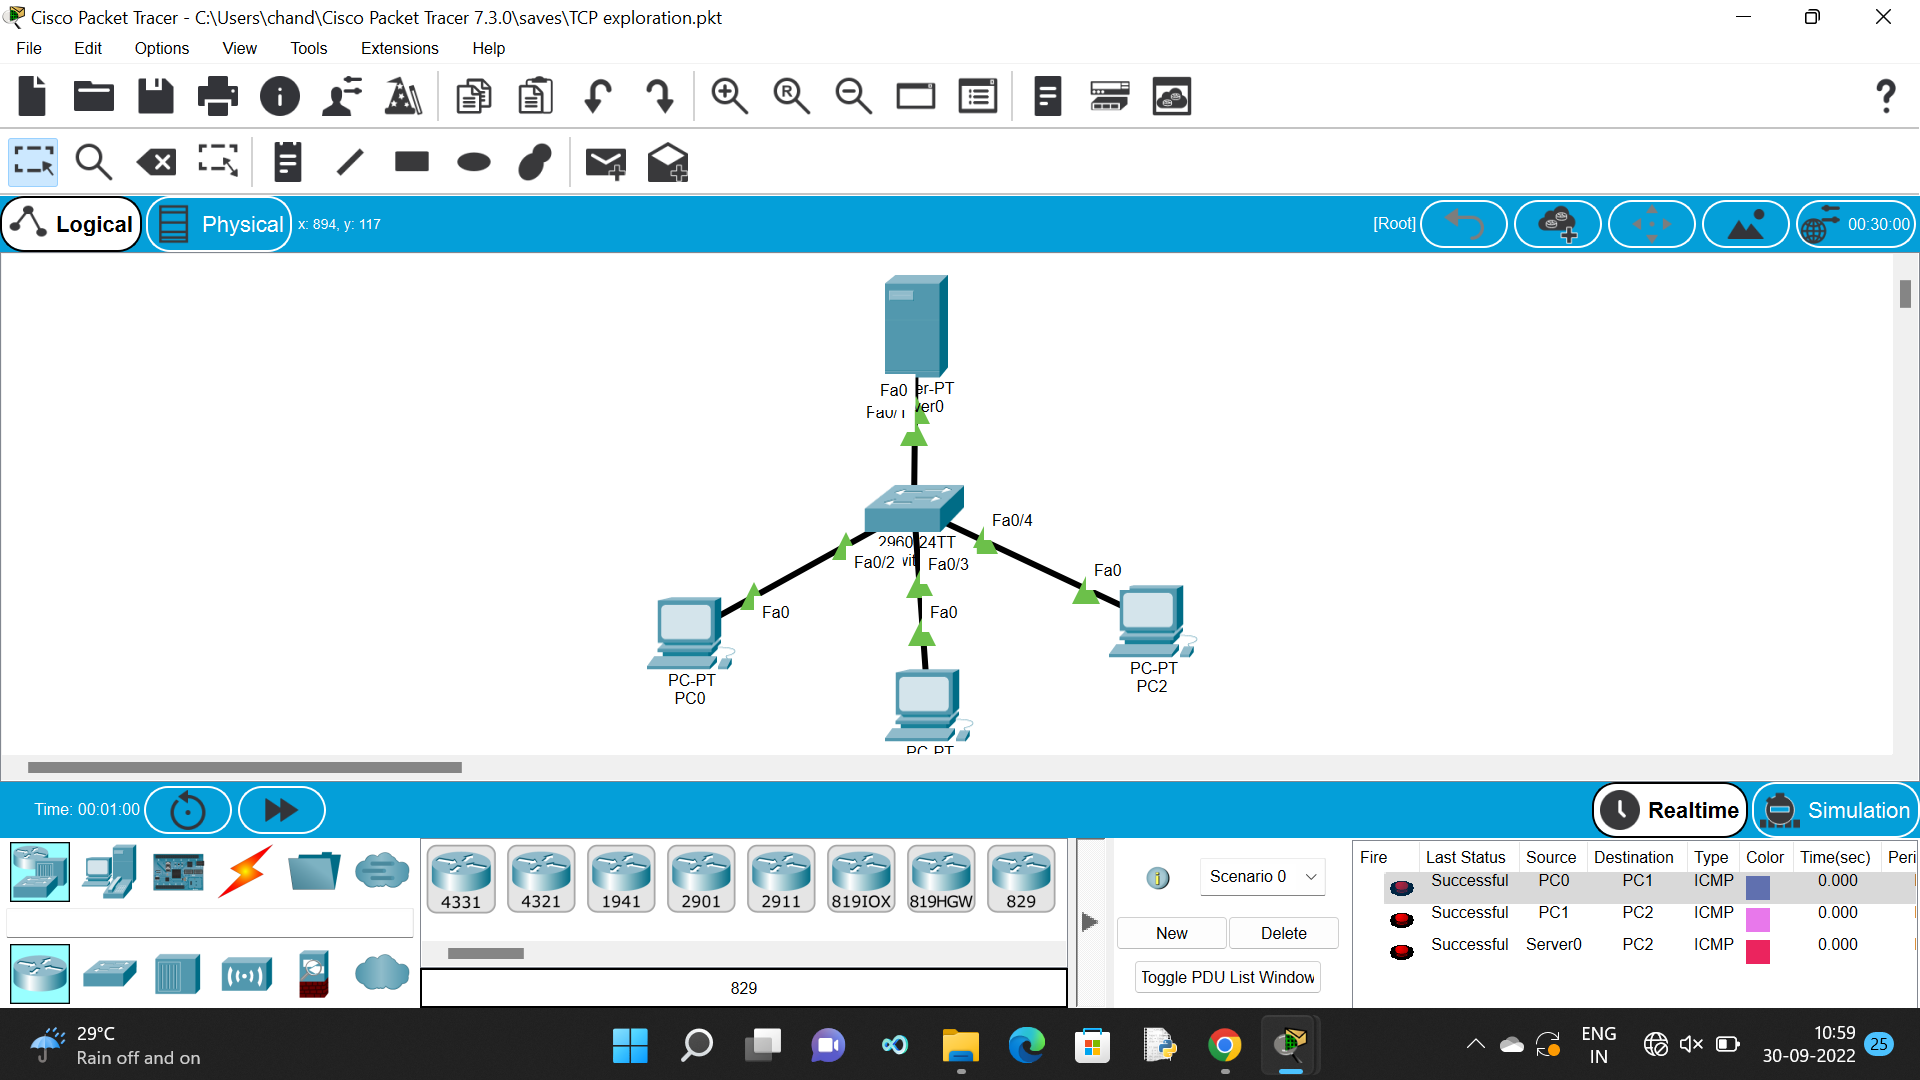 Cisco Packet Tracer - C:\Users\chand\Cisco Packet Tracer 7.3.0\saves\TCP exploration.pkt
File Edit Options View Tools Extensions Help
Logical Physical x: 894, y: 117 [Root] 00:30:00
Fa0 er-PT
Fa0/1 ver0
Fa0/4
2960 24TT
Fa0/2 Fa0/3
Fa0
Fa0 Fa0
PC-PT
PC2
PC-PT
PC0
PC-PT
Time: 00:01:00 Realtime Simulation
4331 4321 1941 2901 2911 819IOX 819HGW 829
829
Scenario 0
New Delete
Toggle PDU List Window
Fire Last Status Source Destination Type Color Time(sec) Peri
Successful PC0 PC1 ICMP 0.000
Successful PC1 PC2 ICMP 0.000
Successful Server0 PC2 ICMP 0.000
29°C
Rain off and on
ENG
IN
10:59
30-09-2022 25